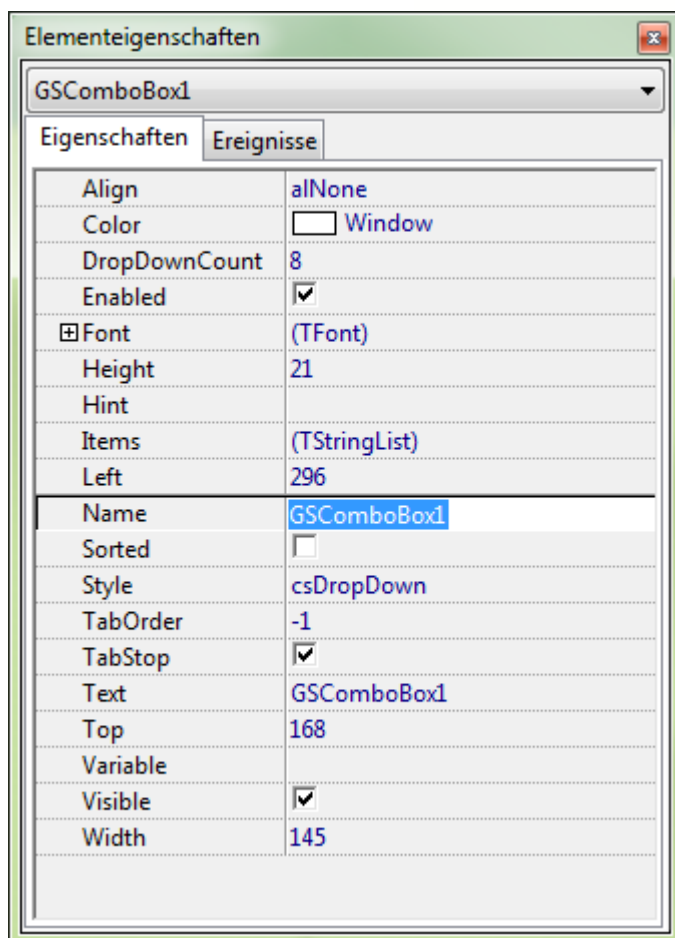 Elementeigenschaften
GSComboBox1
Eigenschaften Ereignisse
Align alNone
Color Window
DropDownCount 8
Enabled
Font (TFont)
Height 21
Hint
Items (TStringList)
Left 296
Name GSComboBox1
Sorted
Style csDropDown
TabOrder -1
TabStop
Text GSComboBox1
Top 168
Variable
Visible
Width 145